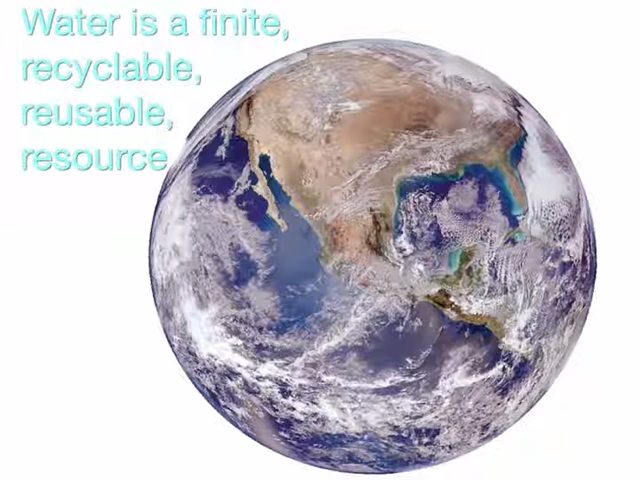 Water is a finite,
recyclable,
reusable,
resource